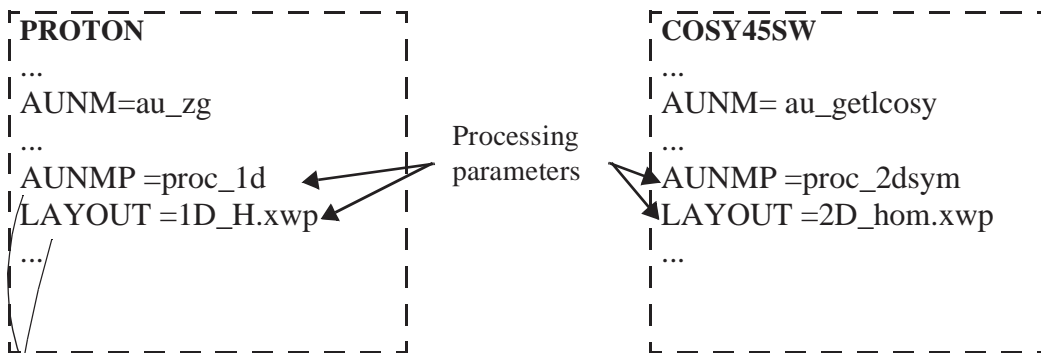 PROTON
...
AUNM=au_zg
...
AUNMP =proc_1d
LAYOUT =1D_H.xwp
...
Processing
parameters
COSY45SW
...
AUNM= au_getlcosy
...
AUNMP =proc_2dsym
LAYOUT =2D_hom.xwp
...